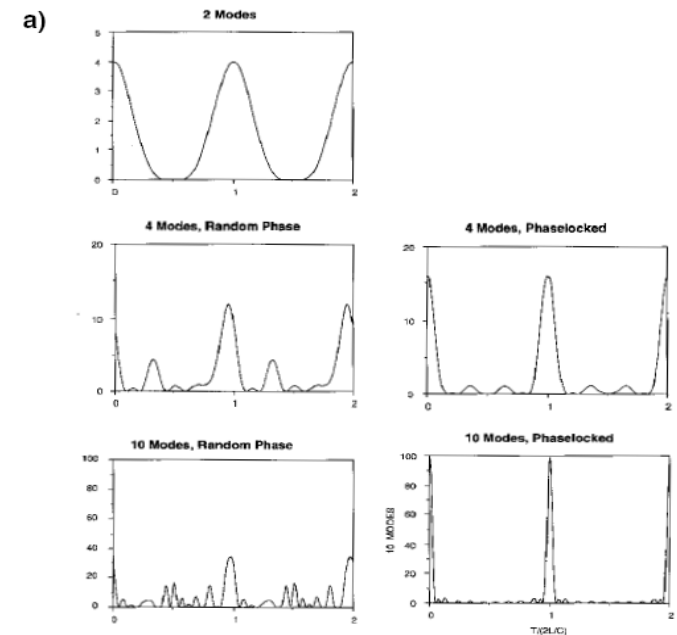 a)
2 Modes
5
4
3
2
1
0
0 1 2
4 Modes, Random Phase
20
10
0
0 1 2
4 Modes, Phaselocked
20
10
0
0 1 2
10 Modes, Random Phase
100
80
60
40
20
0
0 1 2
10 Modes, Phaselocked
10 MODES
100
80
60
40
20
0
0 1 2
T/(2L/C)